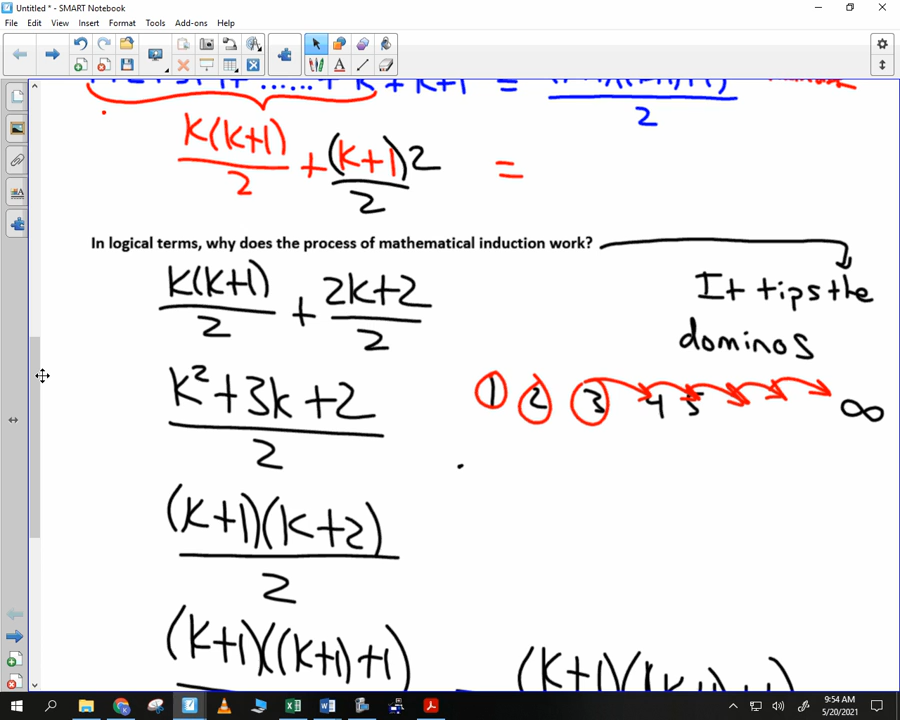 Untitled * - SMART Notebook
File Edit View Insert Format Tools Add-ons Help
+ k + k+1 =
2
k(k+1) + (k+1)2 =
2 2
In logical terms, why does the process of mathematical induction work?
k(k+1) + 2k+2
2 2
It tips the
dominos
k² + 3k + 2
2
1 2 3 4 5 ∞
(k+1)(k+2)
2
(k+1)((k+1)+1)
9:54 AM
5/20/2021